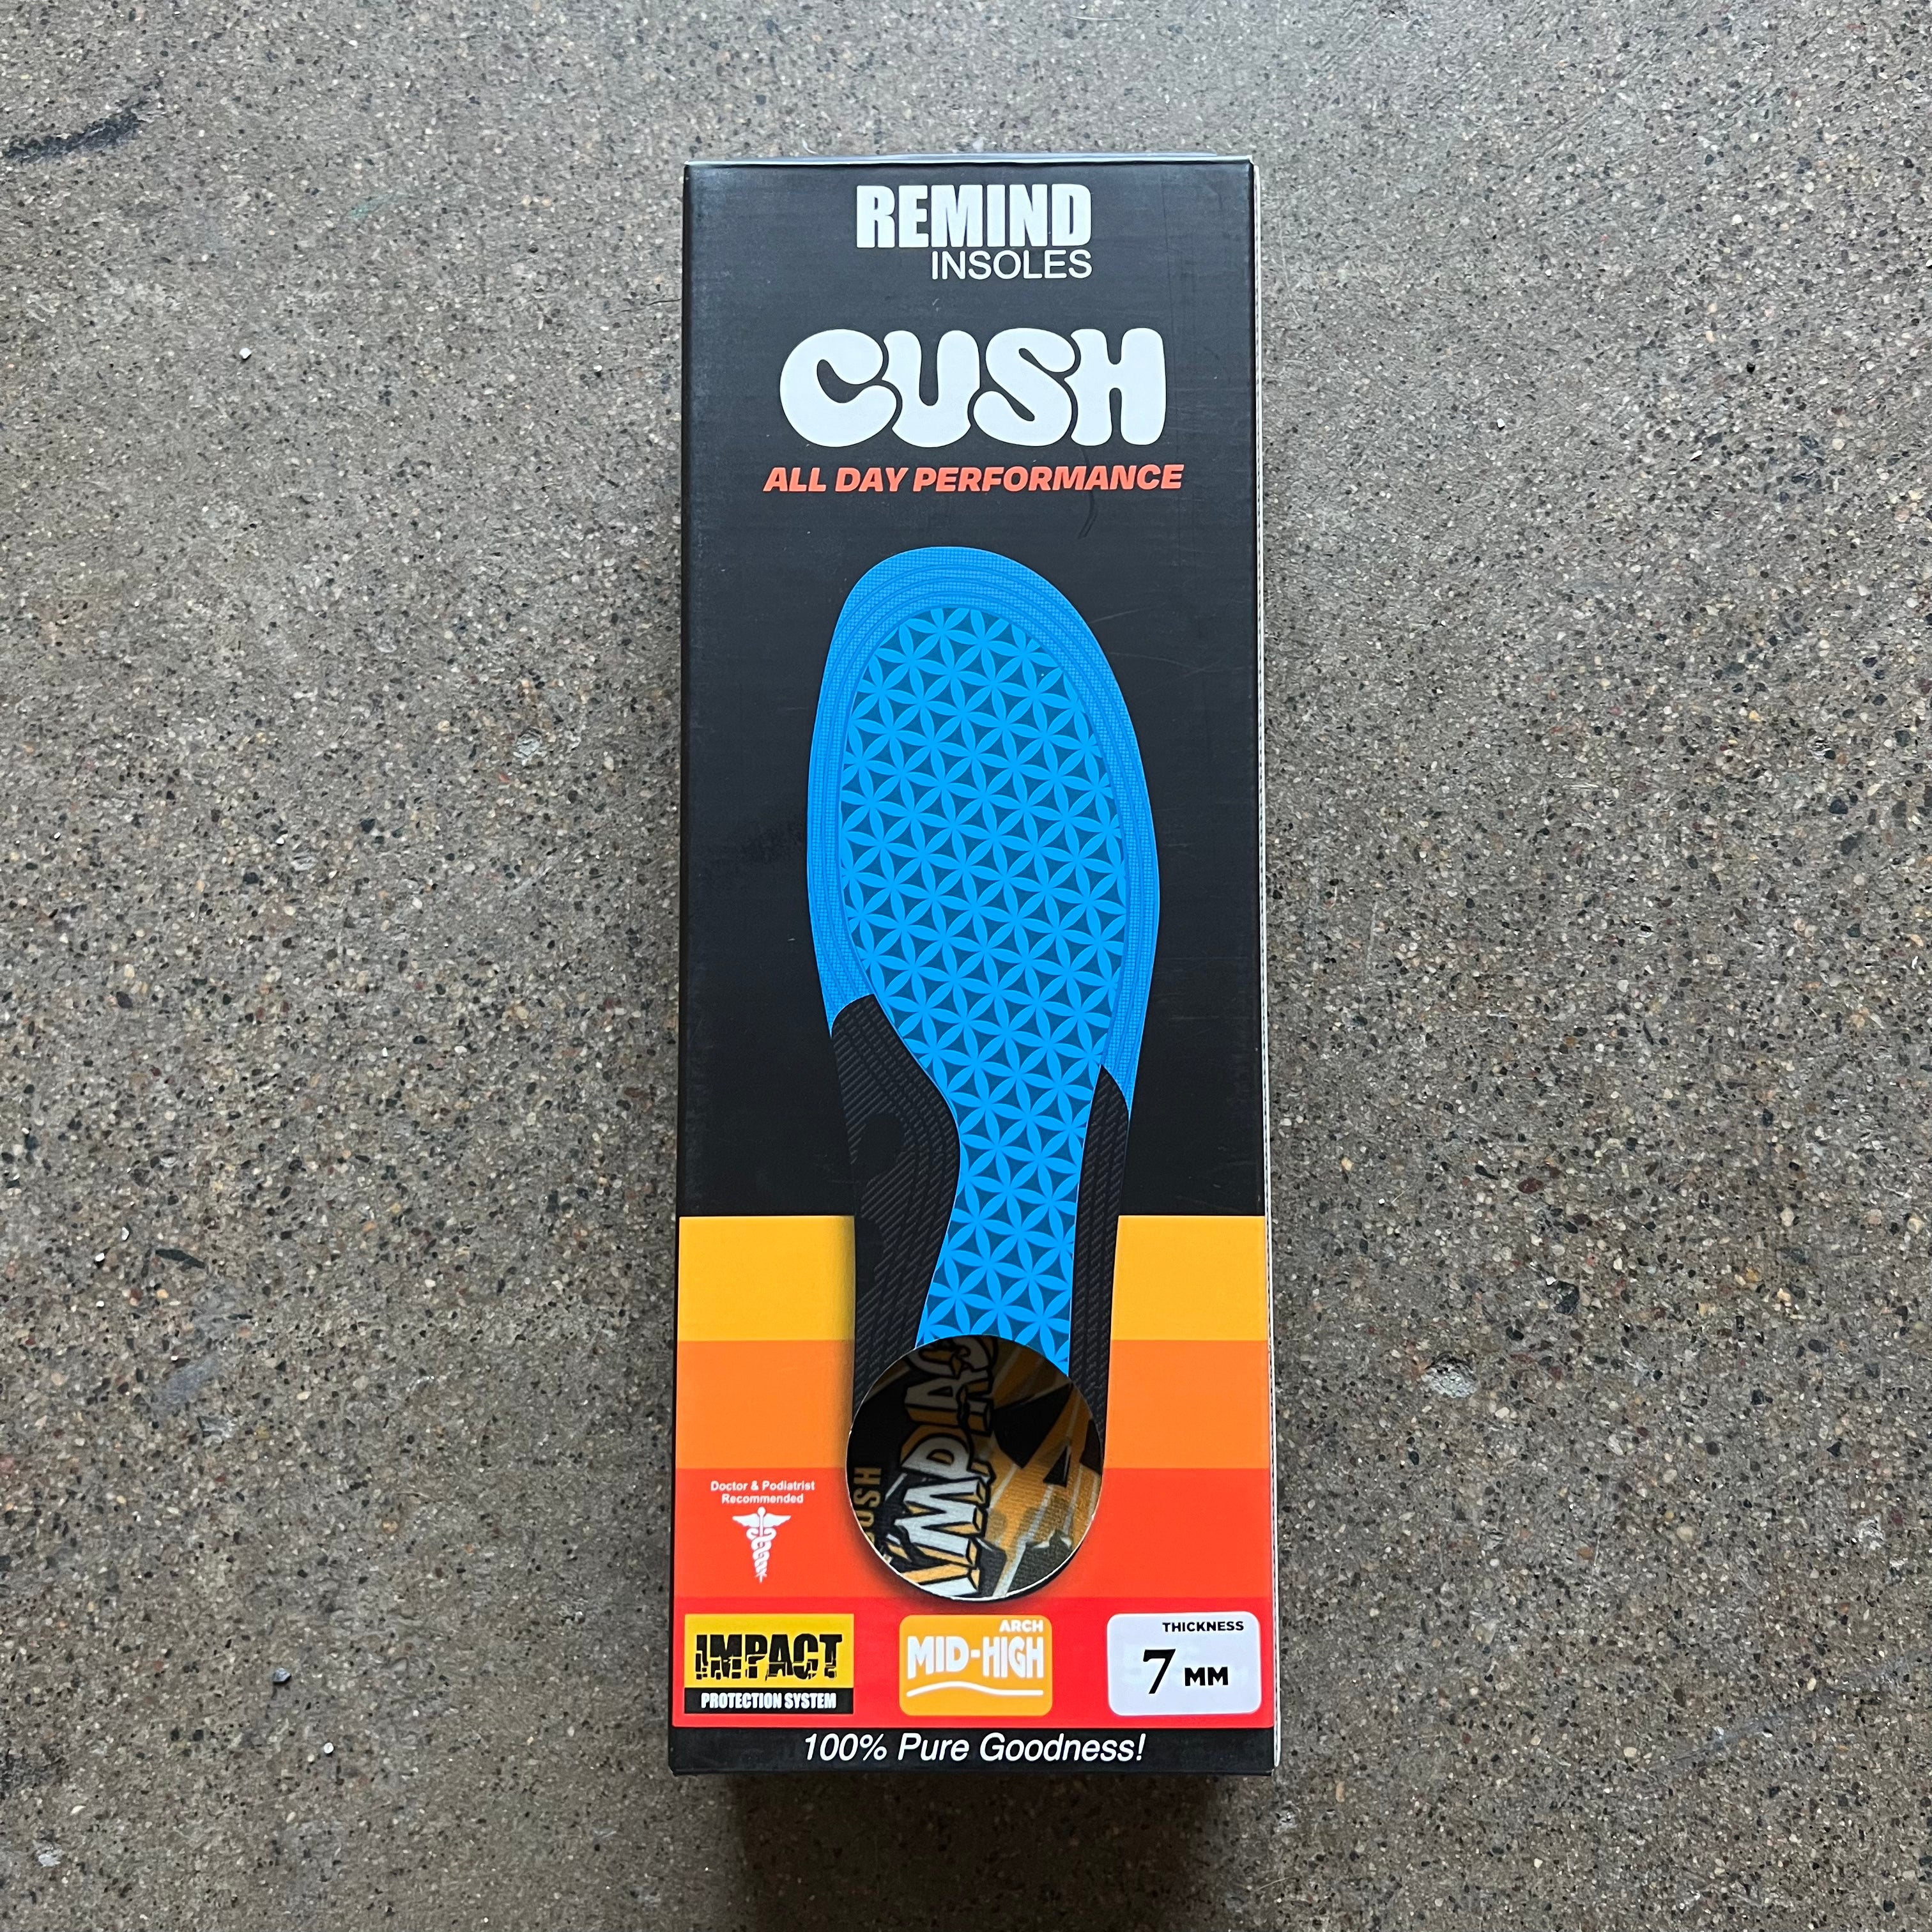 REMIND
INSOLES
CUSH
ALL DAY PERFORMANCE
Doctor & Podiatrist
Recommended
IMPACT
PROTECTION SYSTEM
ARCH
MID-HIGH
THICKNESS
7 MM
100% Pure Goodness!